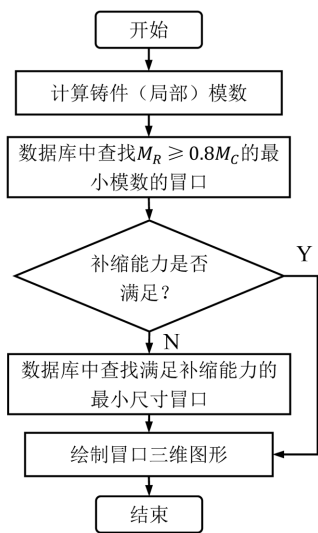 开始
计算铸件（局部）模数
数据库中查找M_R ≥ 0.8M_C的最
小模数的冒口
补缩能力是否
满足？
Y
N
数据库中查找满足补缩能力的
最小尺寸冒口
绘制冒口三维图形
结束